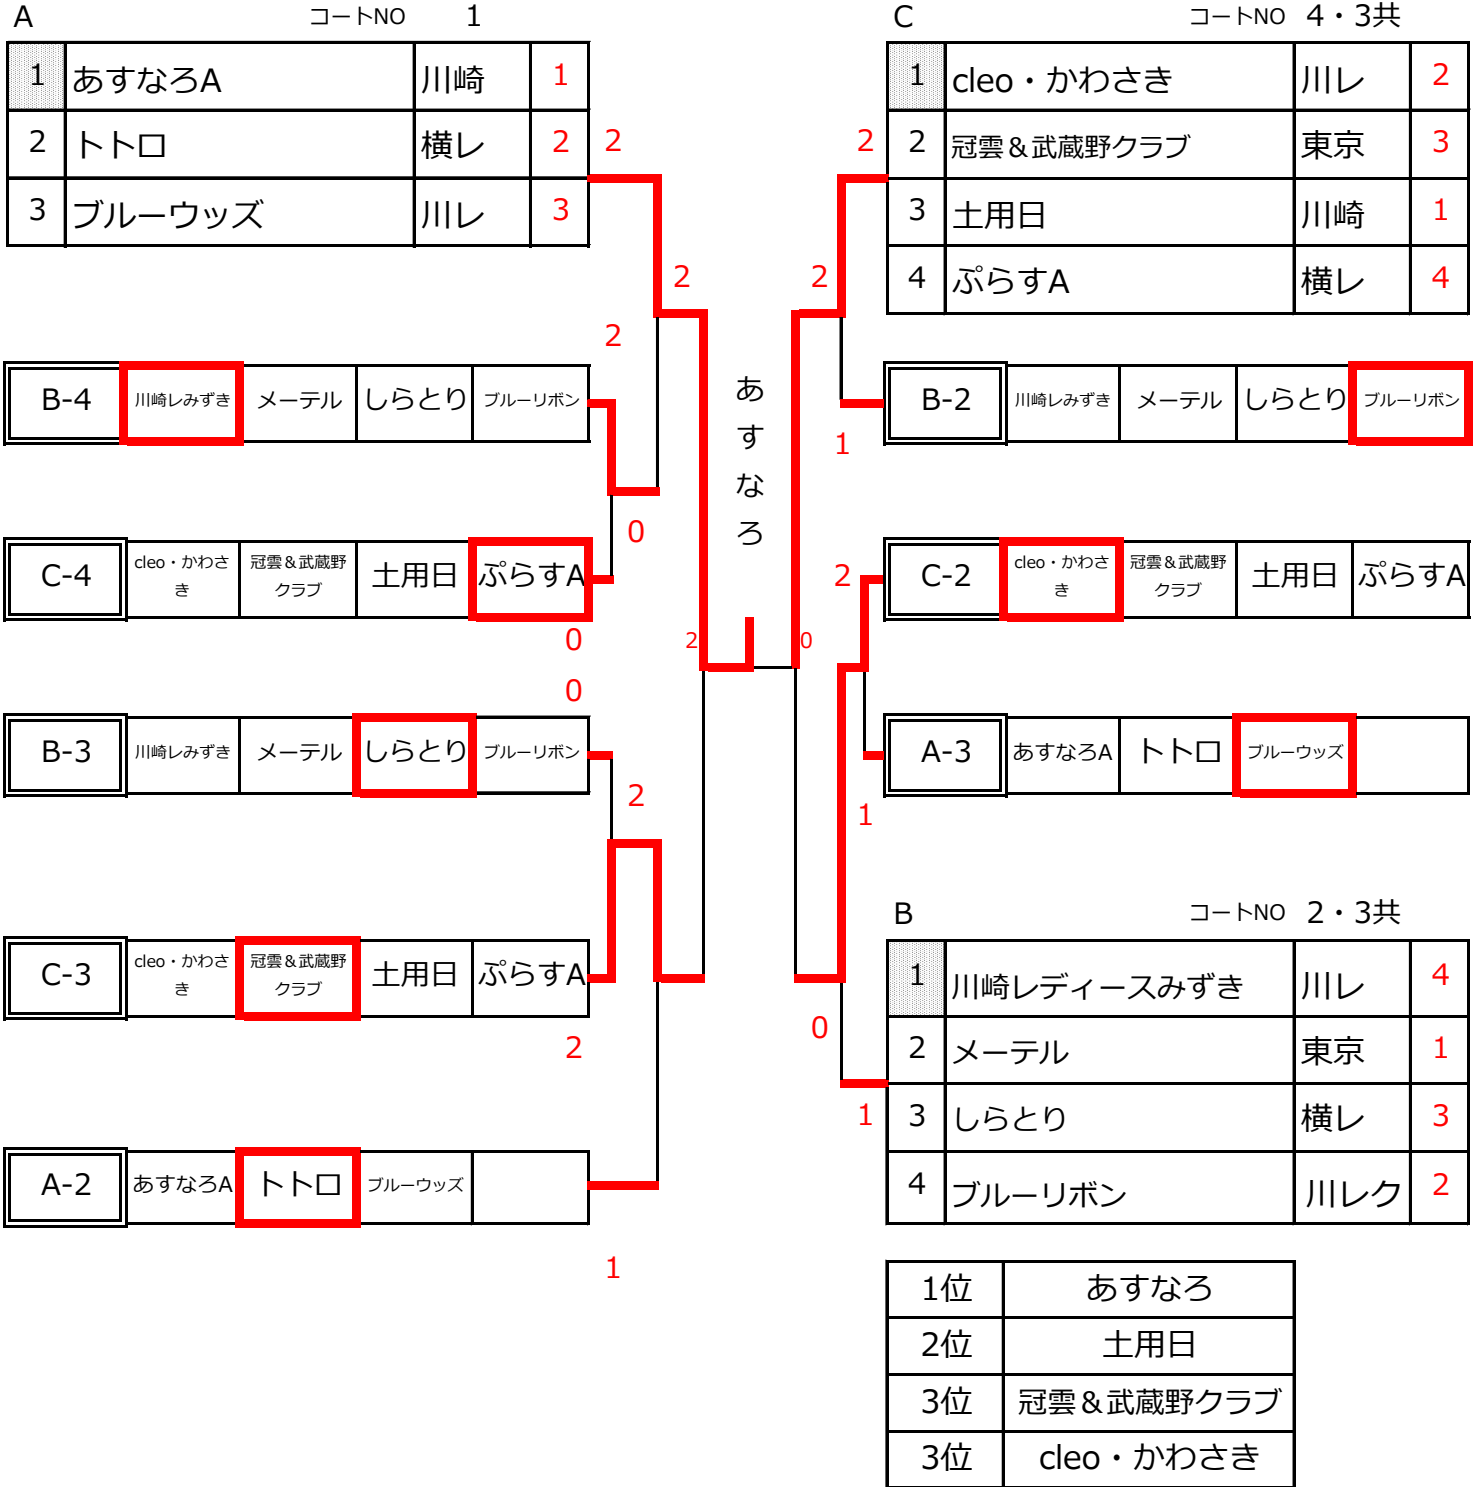 A コートNO 1
1 あすなろA 川崎 1
2 トトロ 横レ 2
3 ブルーウッズ 川レ 3
2
2
2
B-4 川崎レみずき メーテル しらとり ブルーリボン
0
C-4 cleo・かわさ 冠雲&武蔵野 土用日 ぷらすA
き クラブ
0
0
B-3 川崎レみずき メーテル しらとり ブルーリボン
2
C-3 cleo・かわさ 冠雲&武蔵野 土用日 ぷらすA
き クラブ
2
A-2 あすなろA トトロ ブルーウッズ
1
あ
す
な
ろ
2 0
C コートNO 4・3共
1 cleo・かわさき 川レ 2
2 冠雲&武蔵野クラブ 東京 3
3 土用日 川崎 1
4 ぷらすA 横レ 4
2
2
B-2 川崎レみずき メーテル しらとり ブルーリボン
1
2
C-2 cleo・かわさ 冠雲&武蔵野 土用日 ぷらすA
き クラブ
A-3 あすなろA トトロ ブルーウッズ
1
B コートNO 2・3共
1 川崎レディースみずき 川レ 4
2 メーテル 東京 1
3 しらとり 横レ 3
4 ブルーリボン 川レク 2
0
1
1位 あすなろ
2位 土用日
3位 冠雲&武蔵野クラブ
3位 cleo・かわさき